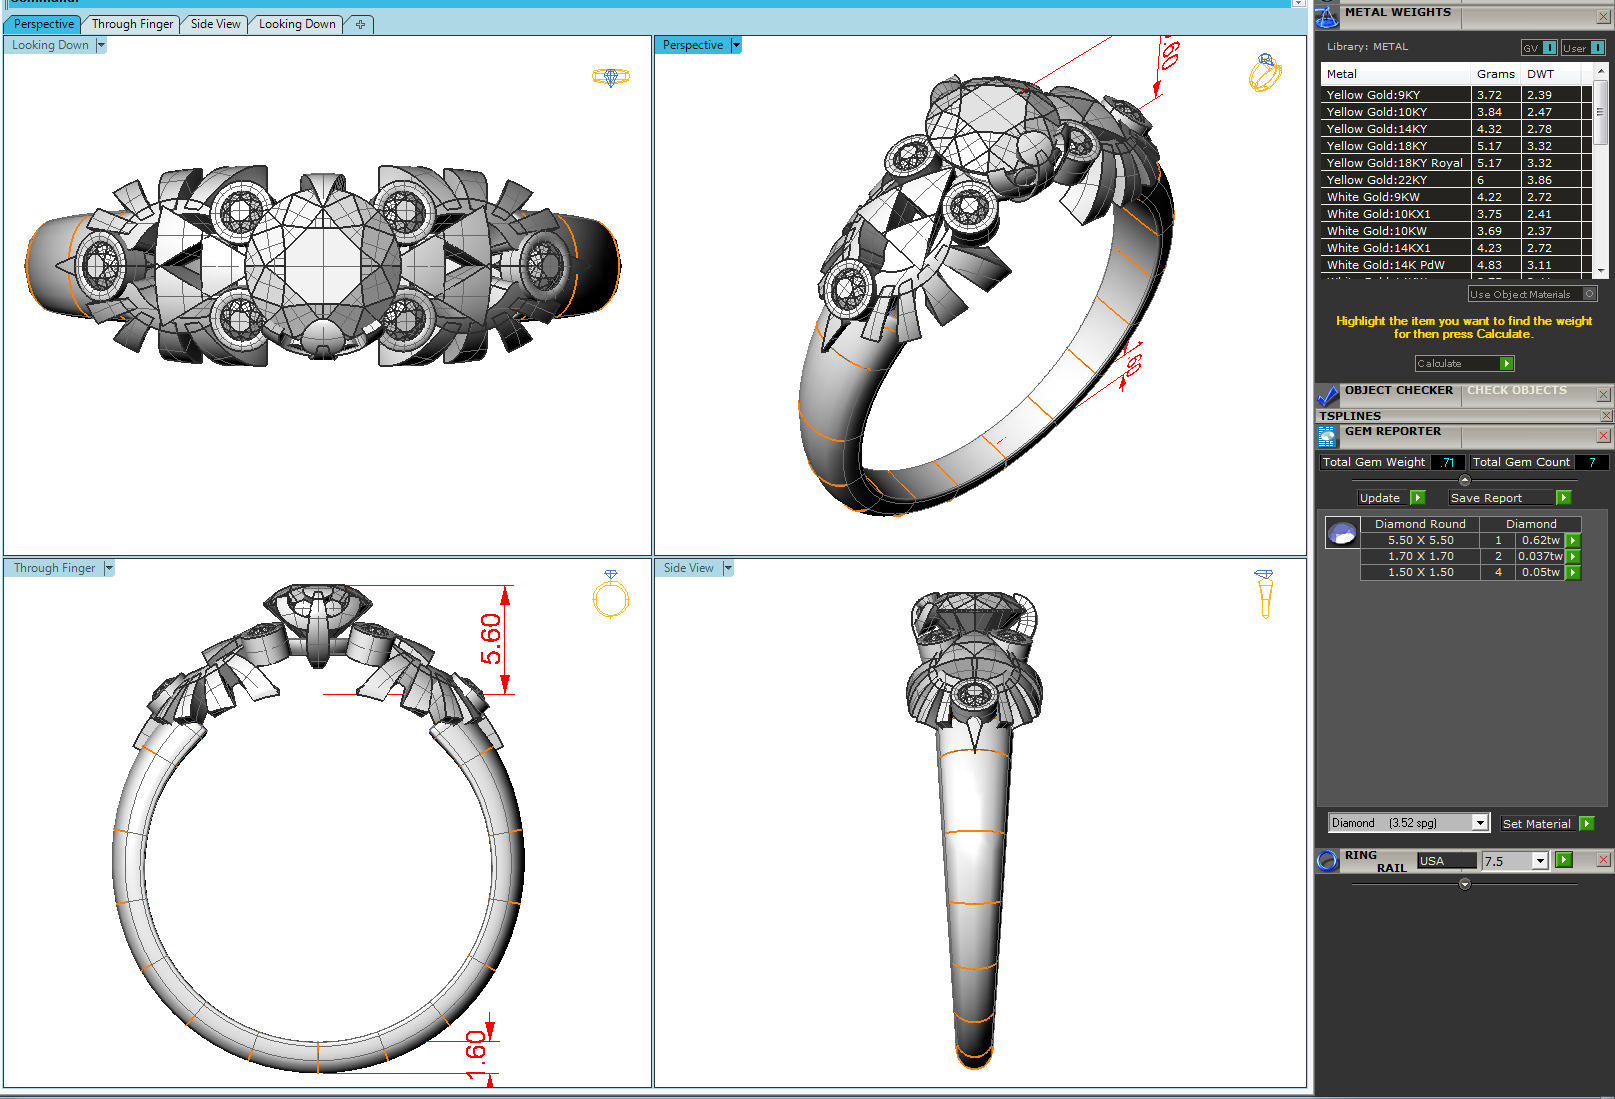 Command:
Perspective
Through Finger
Side View
Looking Down
Looking Down
Perspective
.60
.60
Through Finger
5.60
1.60
Side View
METAL WEIGHTS
Library: METAL
GV
User
Metal Grams DWT
Yellow Gold:9KY 3.72 2.39
Yellow Gold:10KY 3.84 2.47
Yellow Gold:14KY 4.32 2.78
Yellow Gold:18KY 5.17 3.32
Yellow Gold:18KY Royal 5.17 3.32
Yellow Gold:22KY 6 3.86
White Gold:9KW 4.22 2.72
White Gold:10KX1 3.75 2.41
White Gold:10KW 3.69 2.37
White Gold:14KX1 4.23 2.72
White Gold:14K PdW 4.83 3.11
Use Object Materials
Highlight the item you want to find the weight
for then press Calculate.
Calculate
OBJECT CHECKER CHECK OBJECTS
TSPLINES
GEM REPORTER
Total Gem Weight .71 Total Gem Count 7
Update Save Report
Diamond Round Diamond
5.50 X 5.50 1 0.62tw
1.70 X 1.70 2 0.037tw
1.50 X 1.50 4 0.05tw
Diamond (3.52 spg) Set Material
RING
RAIL USA 7.5